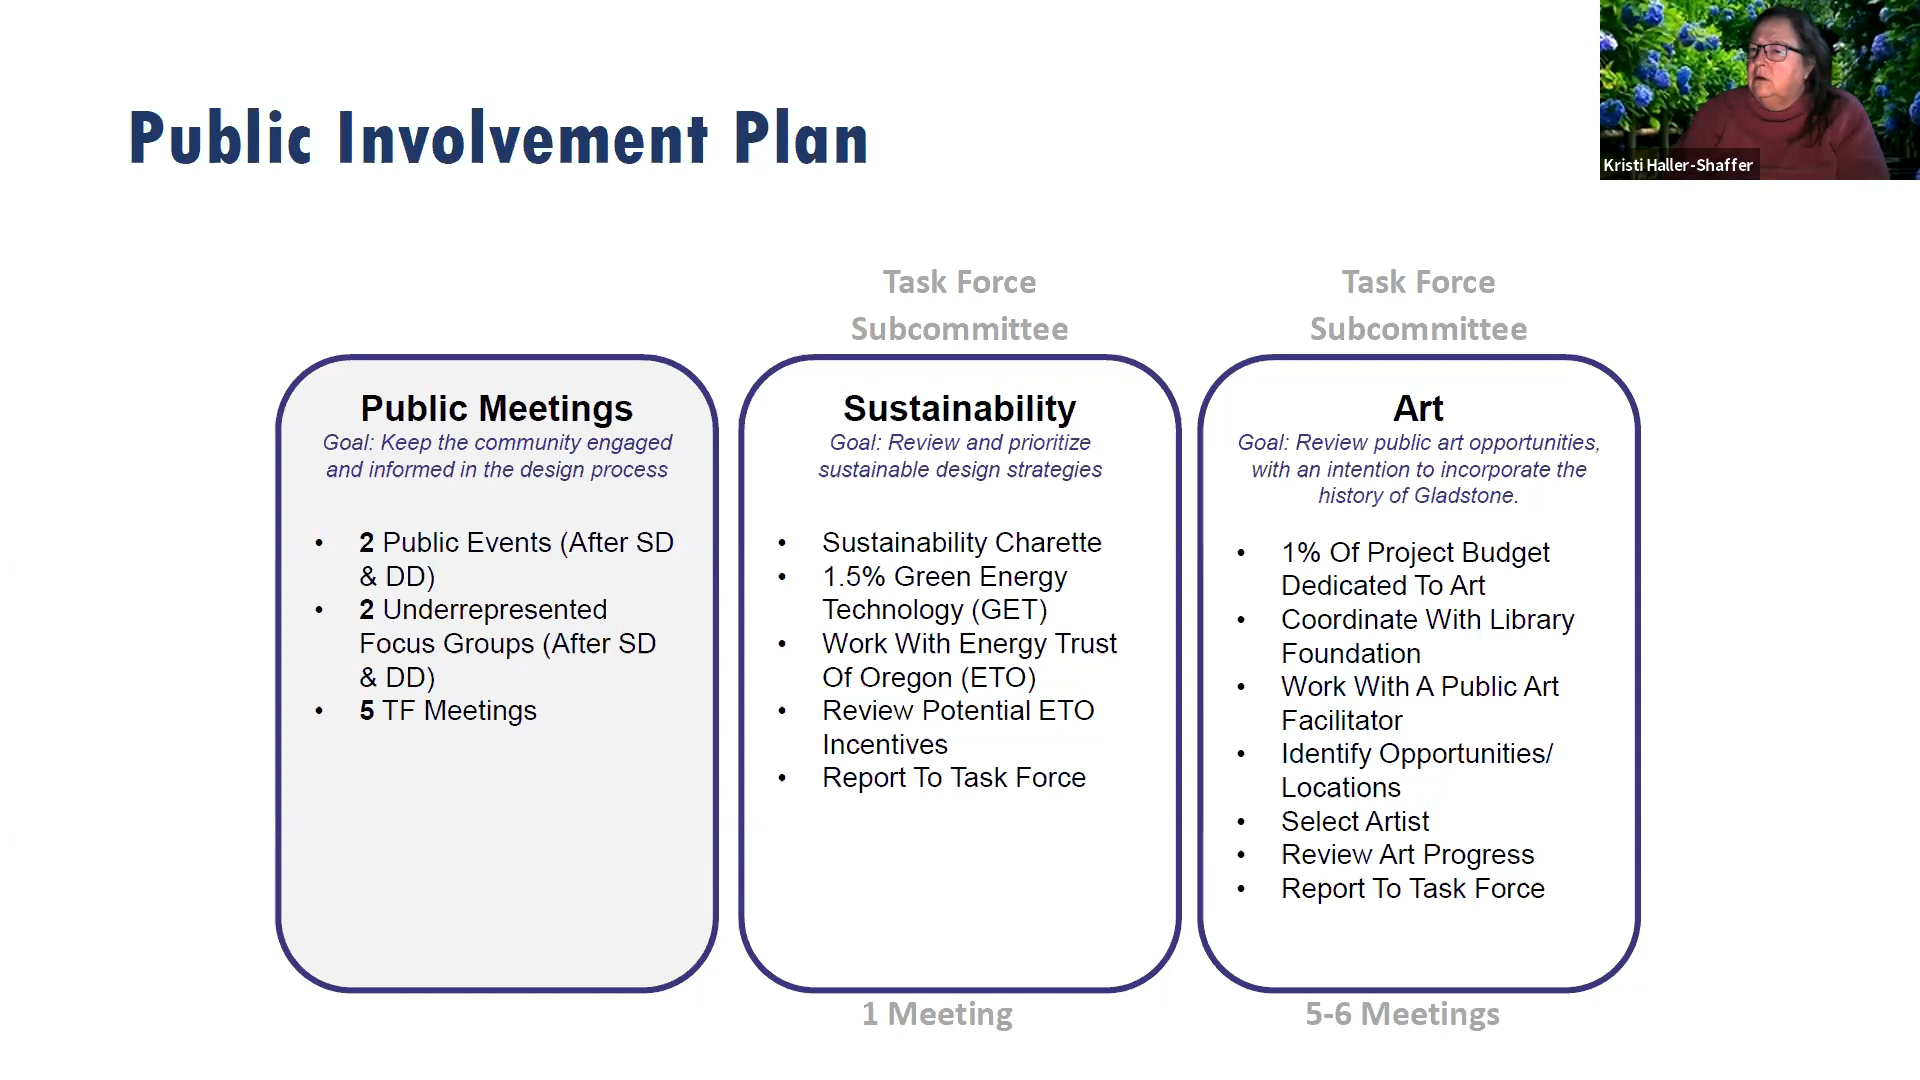 Public Involvement Plan
Kristi Haller-Shaffer
Task Force
Subcommittee
Task Force
Subcommittee
Public Meetings
Goal: Keep the community engaged
and informed in the design process
• 2 Public Events (After SD
& DD)
• 2 Underrepresented
Focus Groups (After SD
& DD)
• 5 TF Meetings
Sustainability
Goal: Review and prioritize
sustainable design strategies
• Sustainability Charette
• 1.5% Green Energy
Technology (GET)
• Work With Energy Trust
Of Oregon (ETO)
• Review Potential ETO
Incentives
• Report To Task Force
1 Meeting
Art
Goal: Review public art opportunities,
with an intention to incorporate the
history of Gladstone.
• 1% Of Project Budget
Dedicated To Art
• Coordinate With Library
Foundation
• Work With A Public Art
Facilitator
• Identify Opportunities/
Locations
• Select Artist
• Review Art Progress
• Report To Task Force
5-6 Meetings